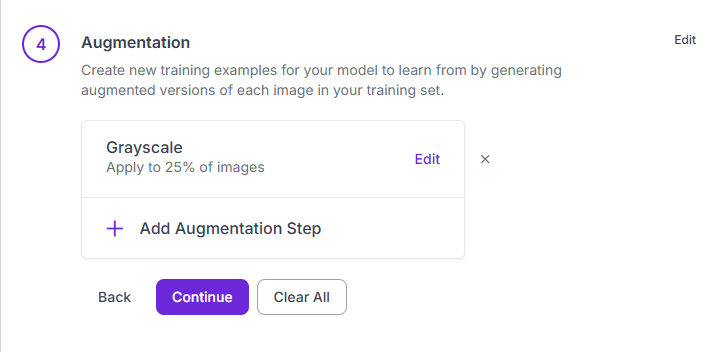 4
Augmentation
Edit
Create new training examples for your model to learn from by generating
augmented versions of each image in your training set.
Grayscale
Apply to 25% of images
Edit
×
Add Augmentation Step
Back
Continue
Clear All